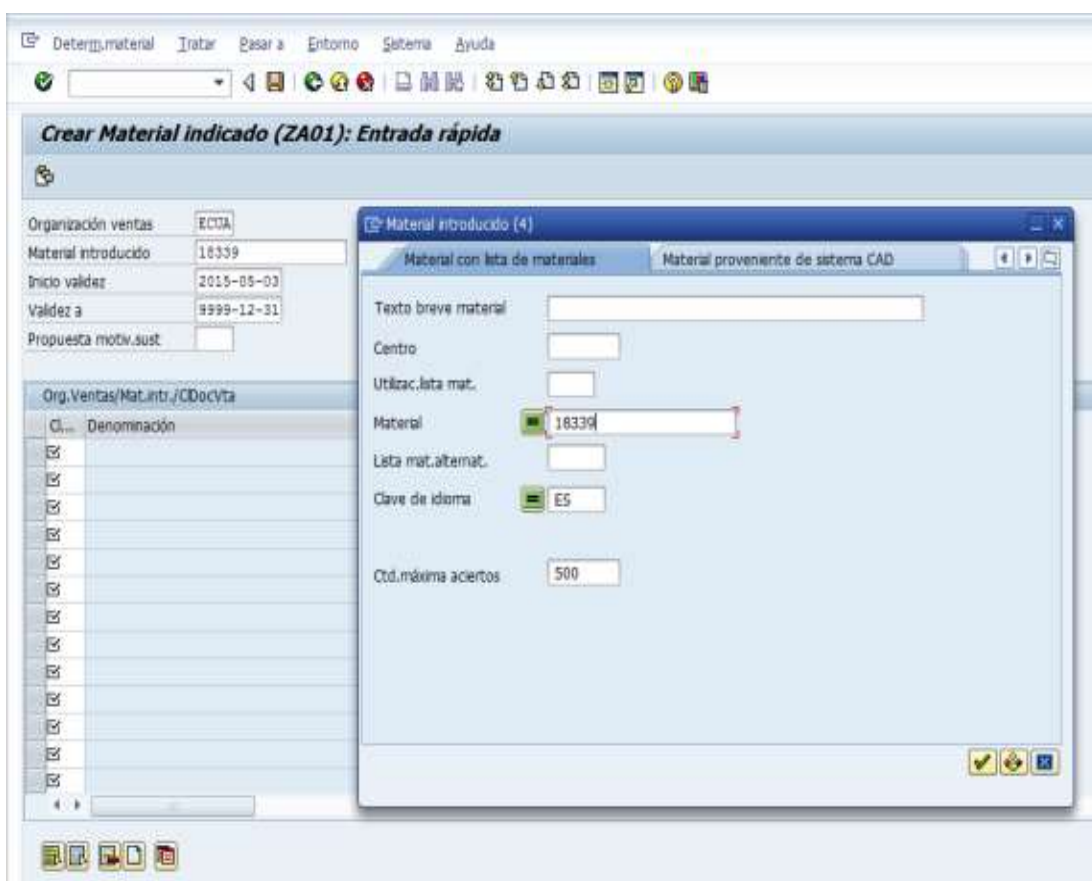 Determ.material Tratar Pasar a Entorno Sistema Ayuda
Crear Material indicado (ZA01): Entrada rápida
Organización ventas ECUA
Material introducido 18339
Inicio validez 2015-05-03
Validez a 9999-12-31
Propuesta motiv.sust
Org.Ventas/Mat.intr./ClDocVta
Cl... Denominación
Material introducido (4)
Material con lista de materiales Material proveniente de sistema CAD
Texto breve material
Centro
Utilizac.lista mat.
Material 18339
Lista mat.alternat.
Clave de idioma ES
Ctd.máxima aciertos 500